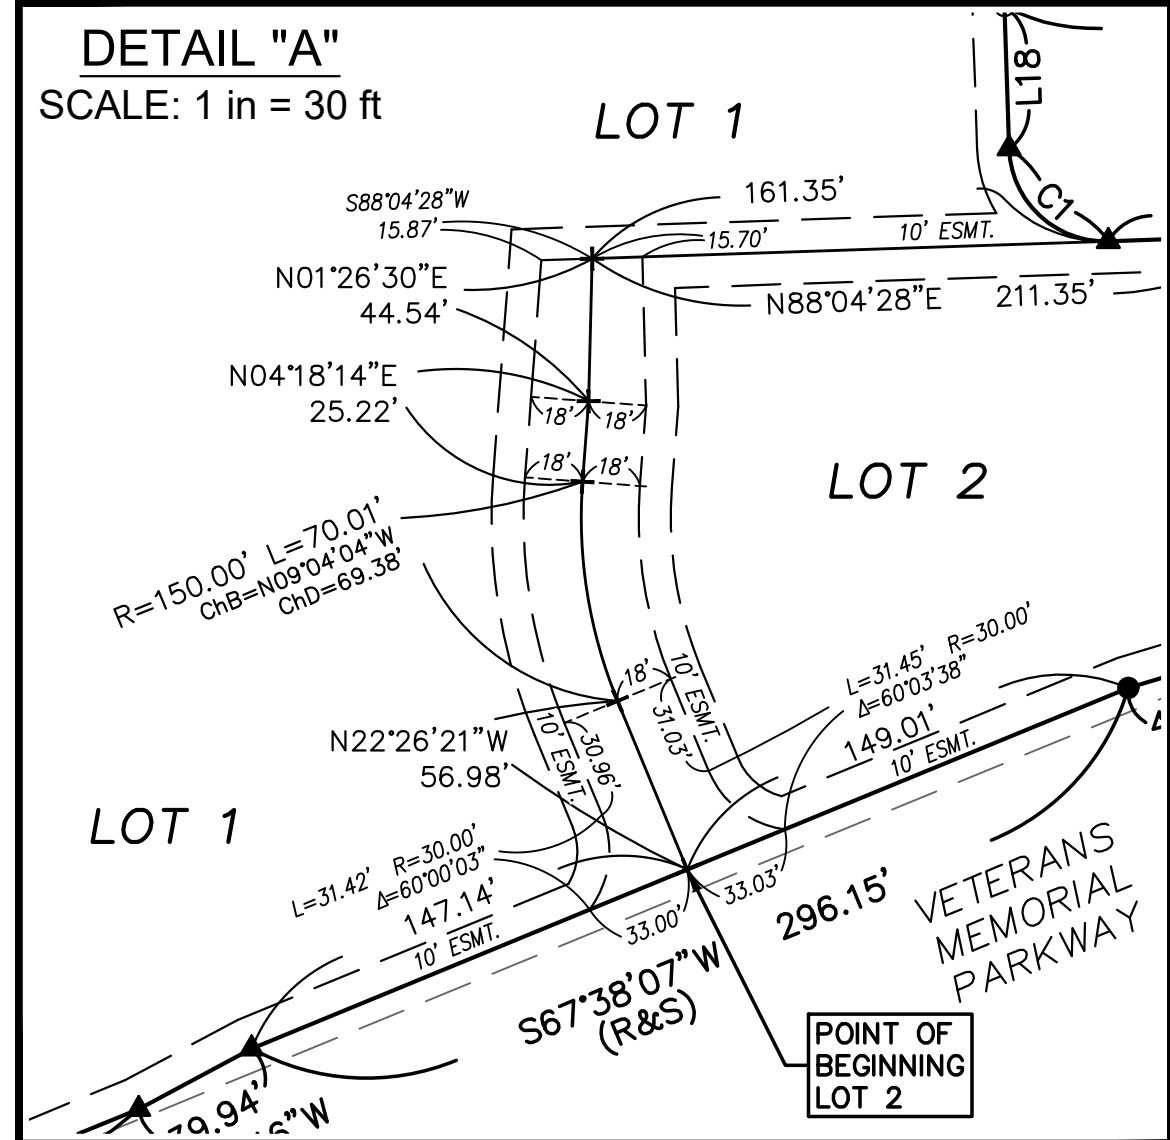 DETAIL "A"
SCALE: 1 in = 30 ft
LOT 1
L18
C1
S88°04'28"W
15.87'
161.35'
15.70'
10' ESMT.
N01°26'30"E
44.54'
N88°04'28"E 211.35'
N04°18'14"E
25.22'
18' 18'
18' 18'
LOT 2
R=150.00' L=70.01'
ChB=N09°04'04"W
ChD=69.38'
18'
10' ESMT.
31.03'
L=31.45' R=30.00'
Δ=60°03'38"
149.01'
10' ESMT.
Δ
N22°26'21"W
56.98'
10' ESMT.
30.96'
LOT 1
L=31.42' R=30.00'
Δ=60°00'03"
147.14'
10' ESMT.
33.00'
33.03'
296.15'
VETERANS
MEMORIAL
PARKWAY
S67°38'07"W
(R&S)
POINT OF
BEGINNING
LOT 2
79.94'
6"W